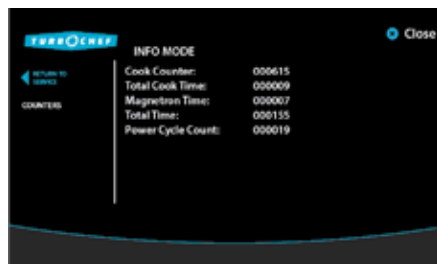 TURBOCHEF
Close
INFO MODE
RETURN TO
SERVICE
COUNTERS
Cook Counter: 000615
Total Cook Time: 000009
Magnetron Time: 000007
Total Time: 000155
Power Cycle Count: 000019